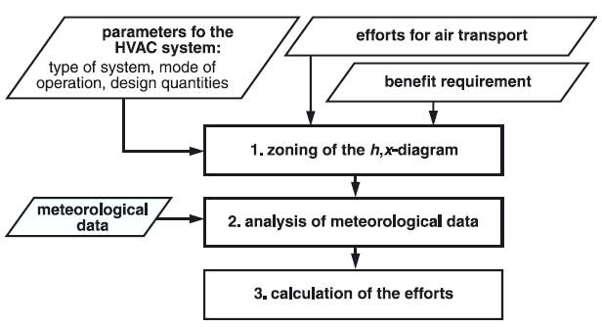 parameters fo the
HVAC system:
type of system, mode of
operation, design quantities
efforts for air transport
benefit requirement
1. zoning of the h,x-diagram
meteorological
data
2. analysis of meteorological data
3. calculation of the efforts